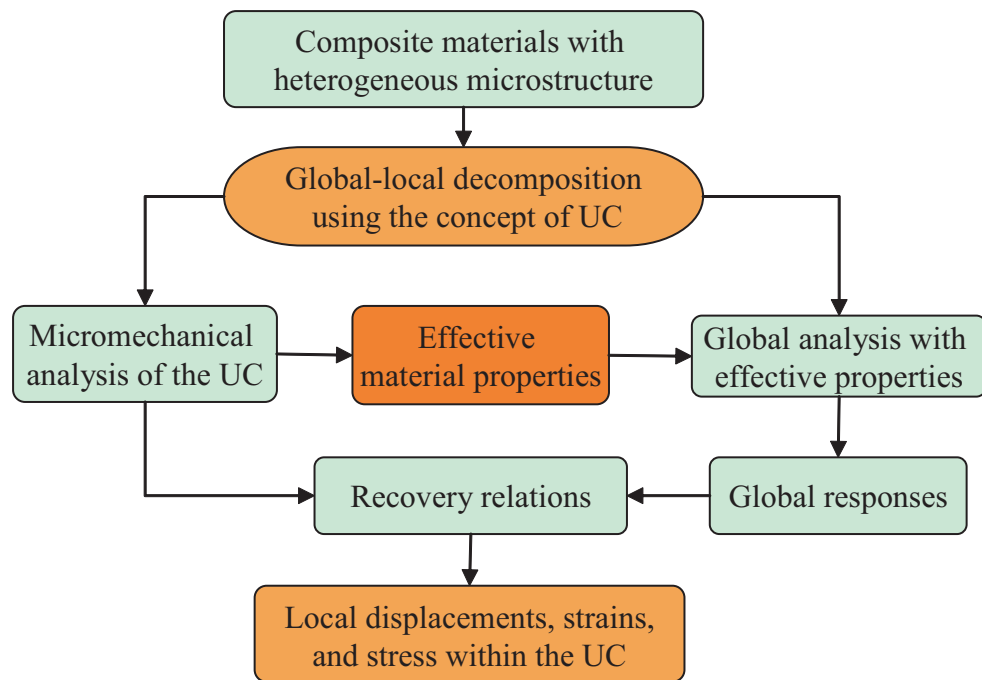 Composite materials with
heterogeneous microstructure
Global-local decomposition
using the concept of UC
Micromechanical
analysis of the UC
Effective
material properties
Global analysis with
effective properties
Recovery relations
Global responses
Local displacements, strains,
and stress within the UC